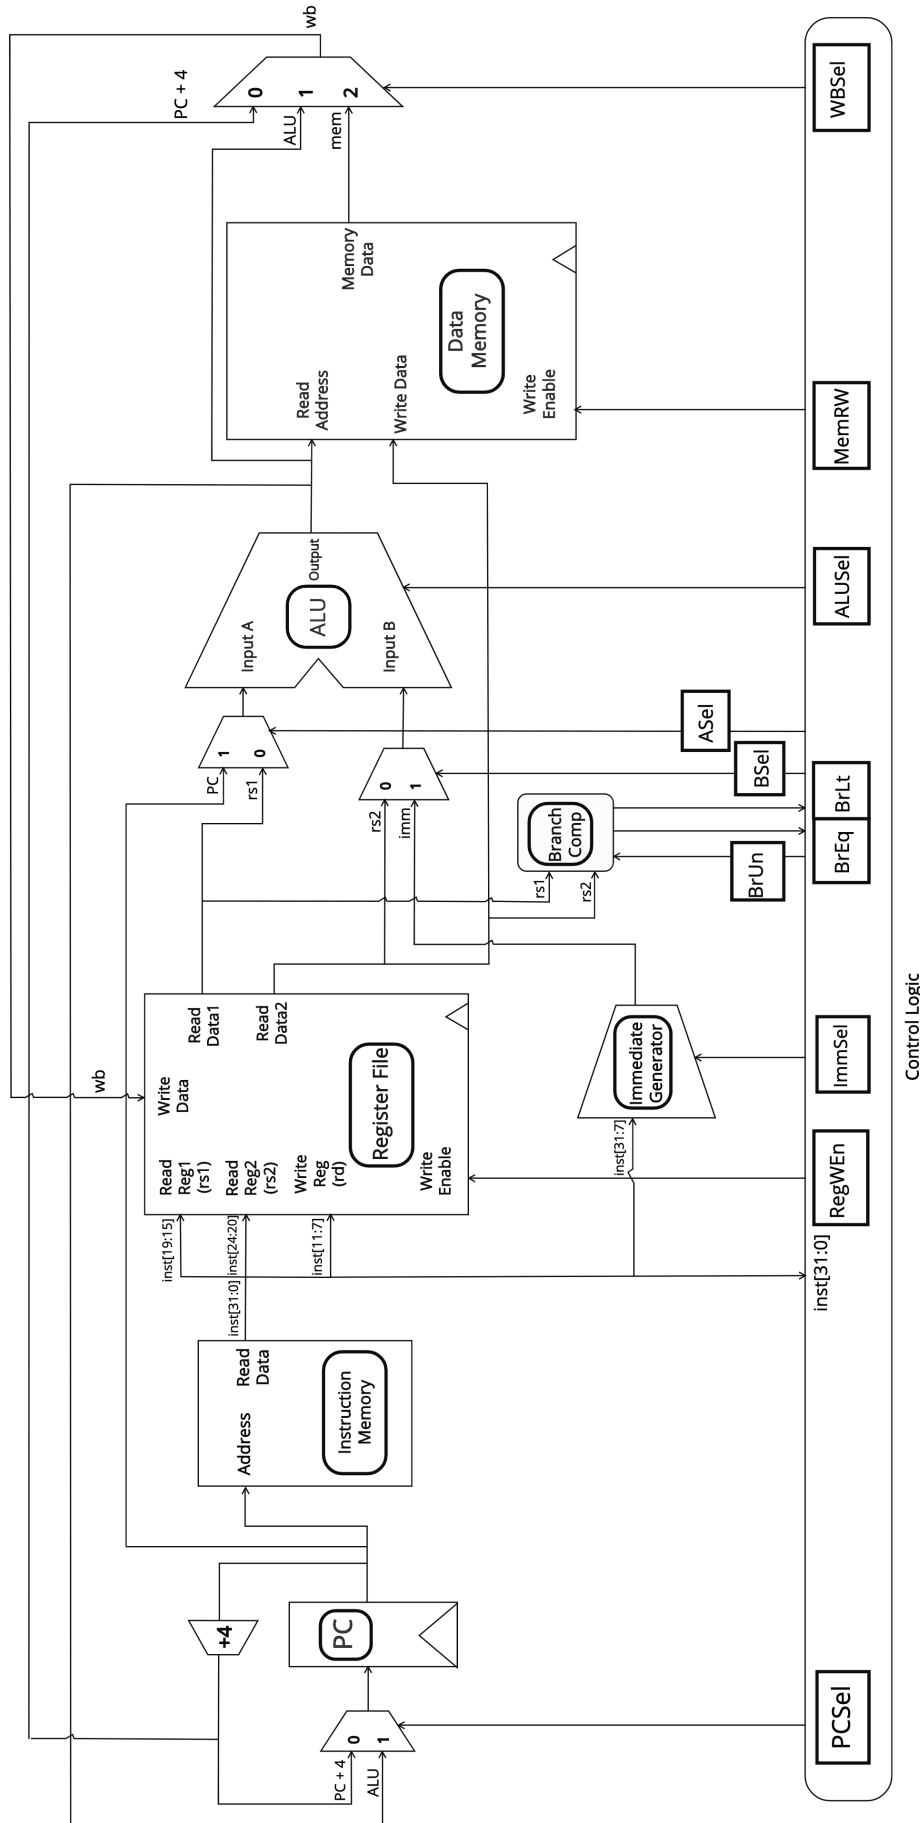 wb
PC + 4
0
1
2
ALU
mem
WBSel
Memory
Data
Read
Address
Write Data
Data
Memory
Write
Enable
MemRW
Output
ALU
Input A
Input B
ALUSel
PC
rs1
1
0
ASel
rs2
imm
0
1
BSel
Branch
Comp
rs1
rs2
BrLt
BrEq
BrUn
wb
Write
Data
Read
Data1
Read
Data2
Read
Reg1
(rs1)
Read
Reg2
(rs2)
Write
Reg
(rd)
Register File
Write
Enable
Immediate
Generator
inst[31:7]
ImmSel
RegWEn
Control Logic
inst[19:15]
inst[24:20]
inst[11:7]
inst[31:0]
inst[31:0]
Read
Data
Address
Instruction
Memory
+4
PC
0
1
PC + 4
ALU
PCSel